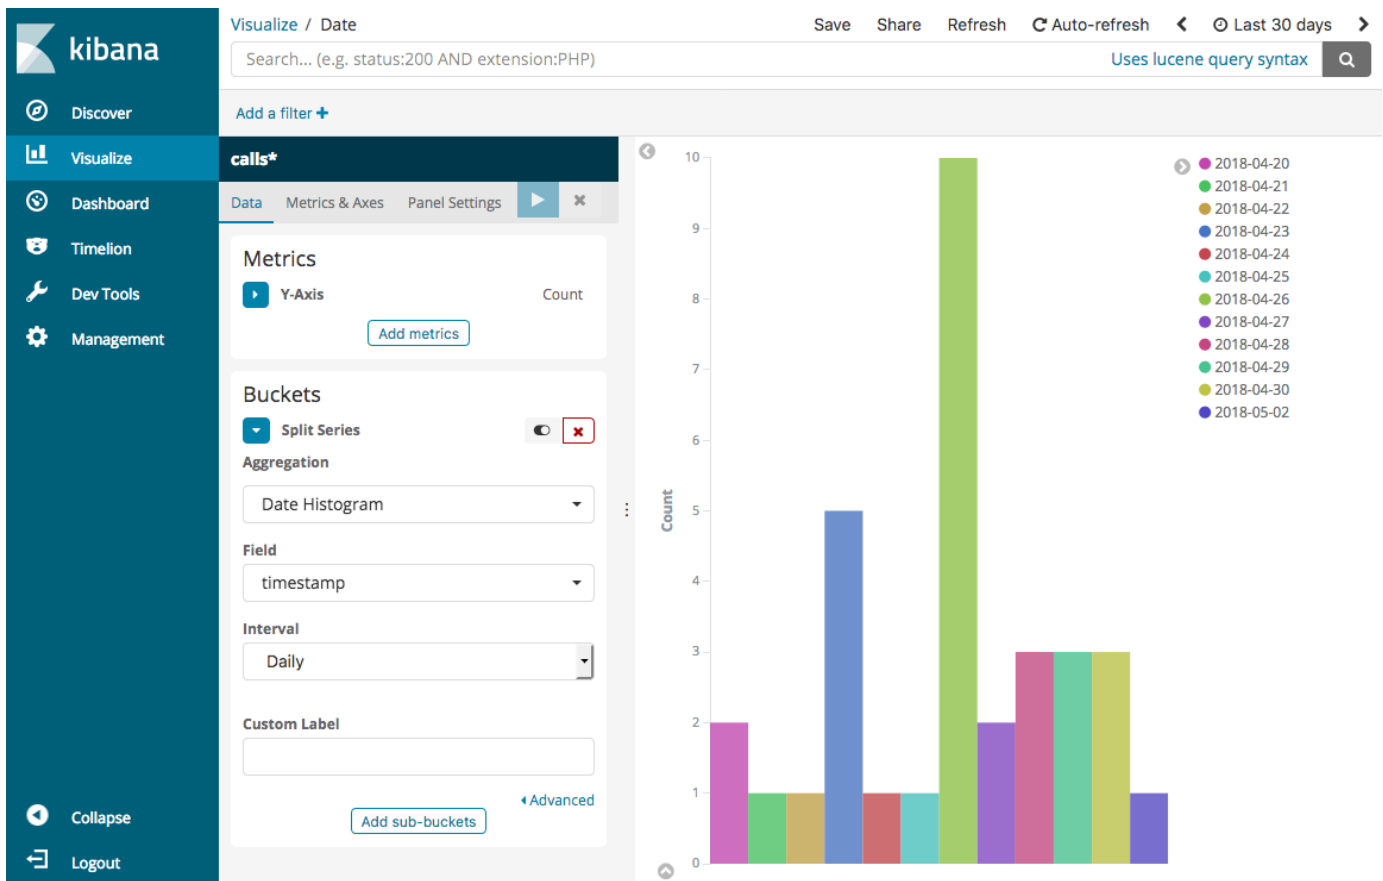 kibana
Discover
Visualize
Dashboard
Timelion
Dev Tools
Management
Collapse
Logout
Visualize / Date
Save Share Refresh Auto-refresh Last 30 days
Search... (e.g. status:200 AND extension:PHP) Uses lucene query syntax
Add a filter +
calls*
Data Metrics & Axes Panel Settings
Metrics
Y-Axis Count
Add metrics
Buckets
Split Series
Aggregation
Date Histogram
Field
timestamp
Interval
Daily
Custom Label
Advanced
Add sub-buckets
10
9
8
7
6
5
4
3
2
1
0
Count
2018-04-20
2018-04-21
2018-04-22
2018-04-23
2018-04-24
2018-04-25
2018-04-26
2018-04-27
2018-04-28
2018-04-29
2018-04-30
2018-05-02